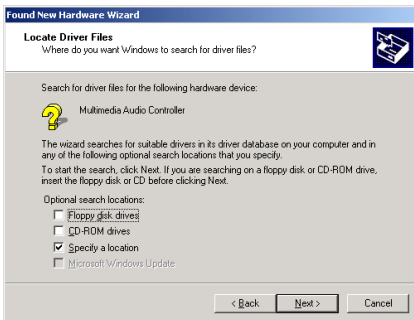 Found New Hardware Wizard
Locate Driver Files
Where do you want Windows to search for driver files?
Search for driver files for the following hardware device:
Multimedia Audio Controller
The wizard searches for suitable drivers in its driver database on your computer and in
any of the following optional search locations that you specify.
To start the search, click Next. If you are searching on a floppy disk or CD-ROM drive,
insert the floppy disk or CD before clicking Next.
Optional search locations:
Floppy disk drives
CD-ROM drives
Specify a location
Microsoft Windows Update
< Back Next > Cancel